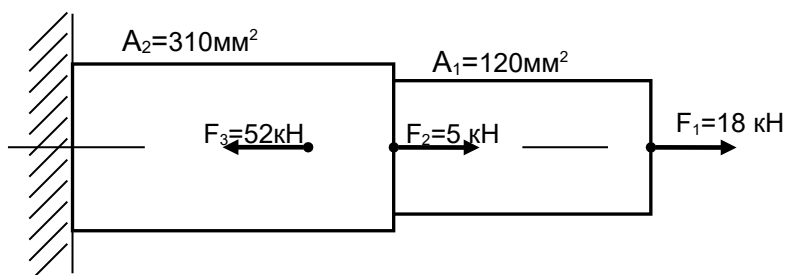 A₂=310мм²
A₁=120мм²
F₃=52кН
F₂=5 кН
F₁=18 кН